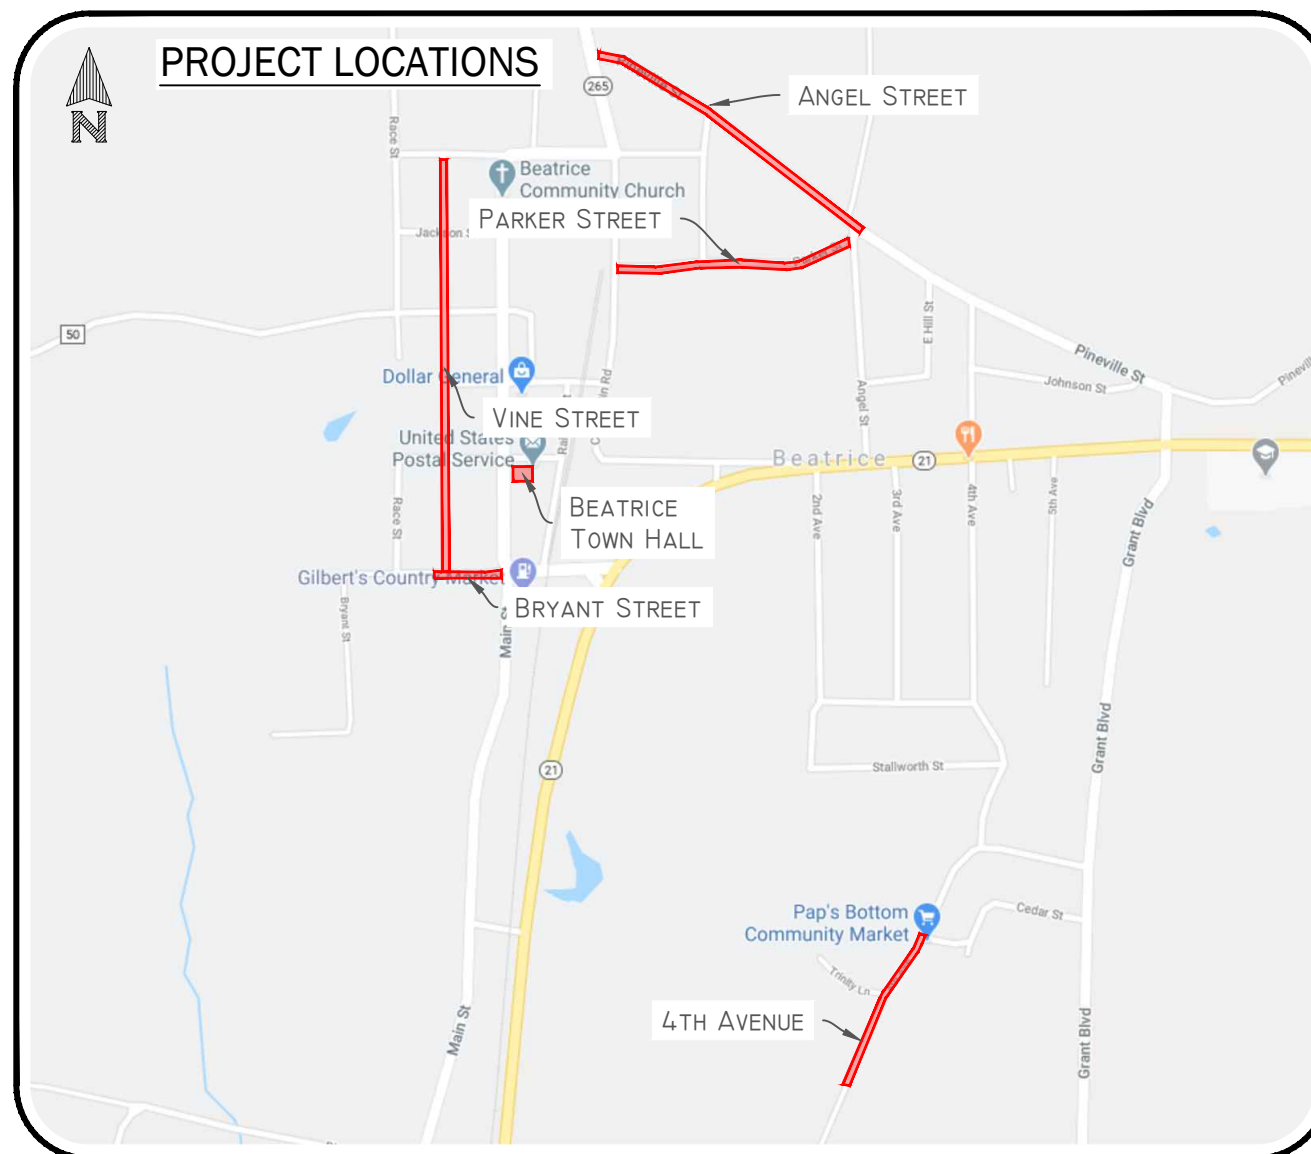 PROJECT LOCATIONS
N
265
ANGEL STREET
Race St
Beatrice
Community Church
PARKER STREET
Parker St
50
E Hill St
Pineville St
Dollar General
Johnson St
Angel St
VINE STREET
United States
Postal Service
Beatrice
21
BEATRICE
TOWN HALL
Race St
2nd Ave
3rd Ave
4th Ave
5th Ave
Grant Blvd
Gilbert's Country Market
BRYANT STREET
Bryant St
Main St
Grant Blvd
21
Stallworth St
Pap's Bottom
Community Market
Cedar St
Trinity Ln
4TH AVENUE
Main St
Grant Blvd